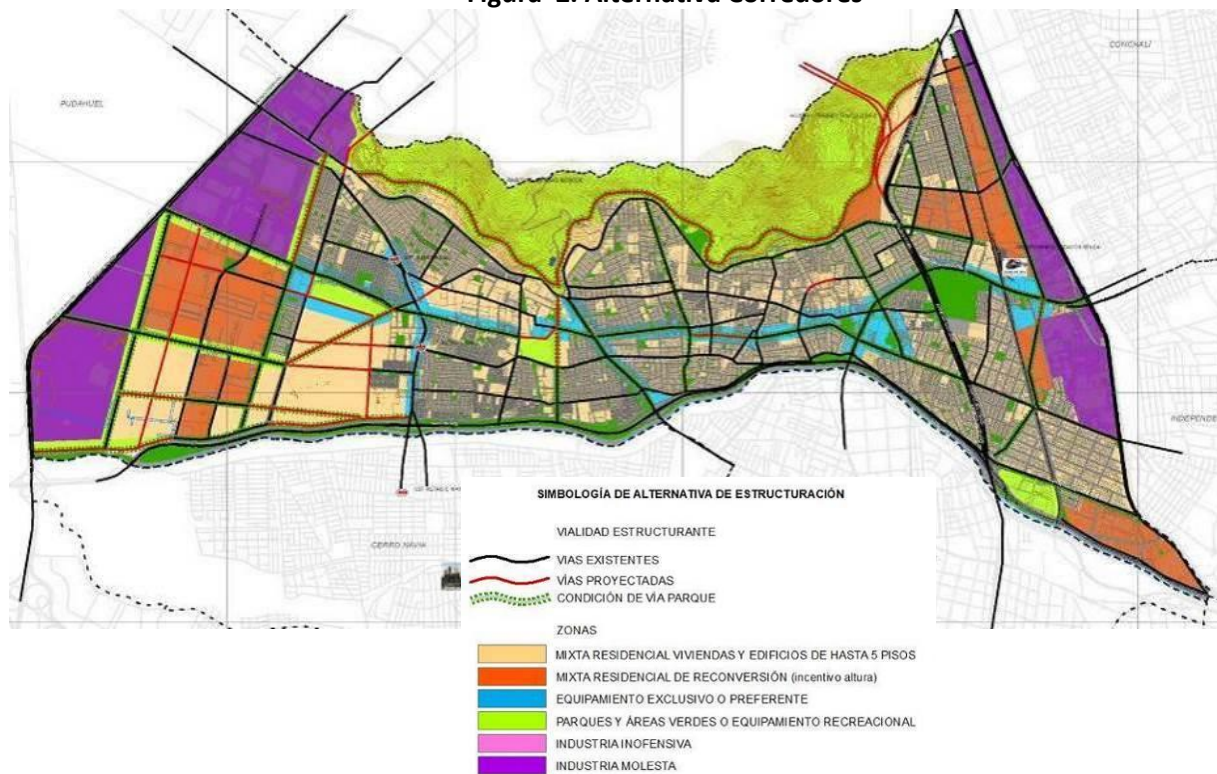 Figura 2. Alternativa Corredores
CONCHALÍ
PUDAHUEL
INDEPENDE
CERRO NAVIA
SIMBOLOGÍA DE ALTERNATIVA DE ESTRUCTURACIÓN
VIALIDAD ESTRUCTURANTE
VIAS EXISTENTES
VÍAS PROYECTADAS
CONDICIÓN DE VÍA PARQUE
ZONAS
MIXTA RESIDENCIAL VIVIENDAS Y EDIFICIOS DE HASTA 5 PISOS
MIXTA RESIDENCIAL DE RECONVERSIÓN (incentivo altura)
EQUIPAMIENTO EXCLUSIVO O PREFERENTE
PARQUES Y ÁREAS VERDES O EQUIPAMIENTO RECREACIONAL
INDUSTRIA INOFENSIVA
INDUSTRIA MOLESTA